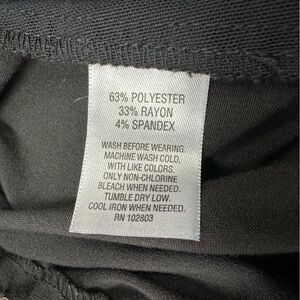 63% POLYESTER
33% RAYON
4% SPANDEX
WASH BEFORE WEARING.
MACHINE WASH COLD,
WITH LIKE COLORS.
ONLY NON-CHLORINE
BLEACH WHEN NEEDED.
TUMBLE DRY LOW.
COOL IRON WHEN NEEDED.
RN 102803